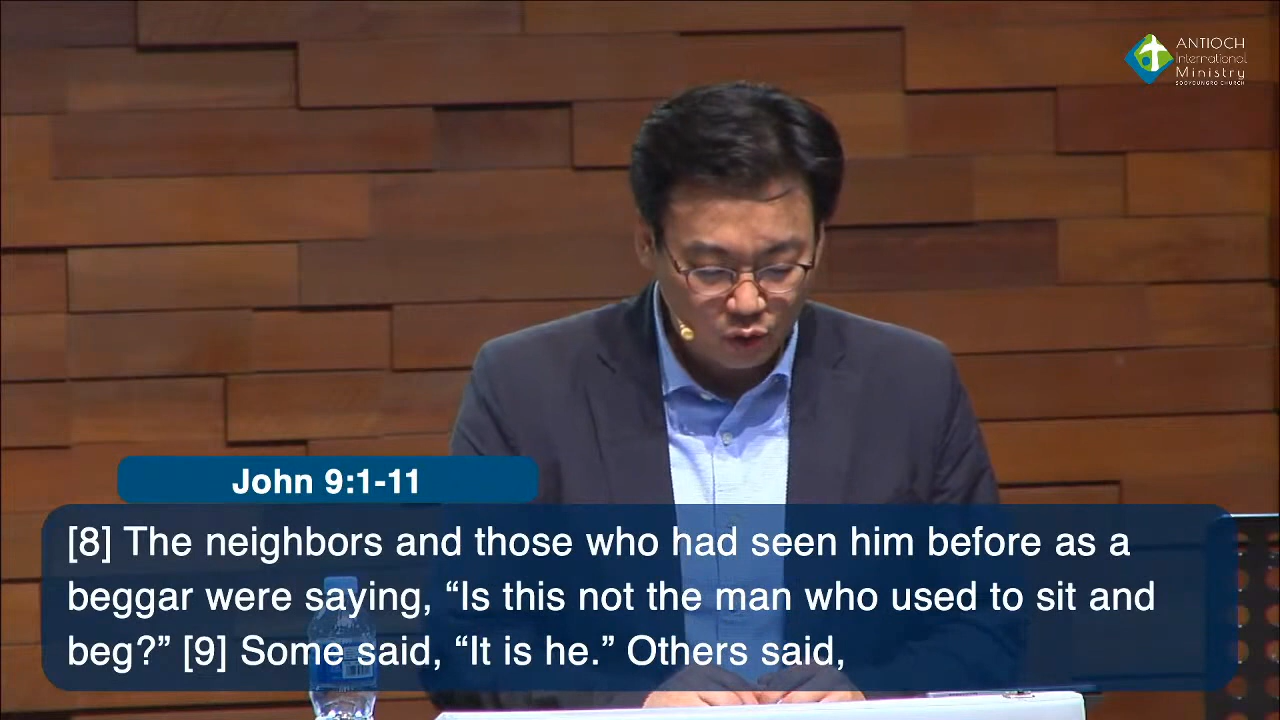 ANTIOCH
International
Ministry
SOOYOUNGRO CHURCH
John 9:1-11
[8] The neighbors and those who had seen him before as a
beggar were saying, “Is this not the man who used to sit and
beg?” [9] Some said, “It is he.” Others said,